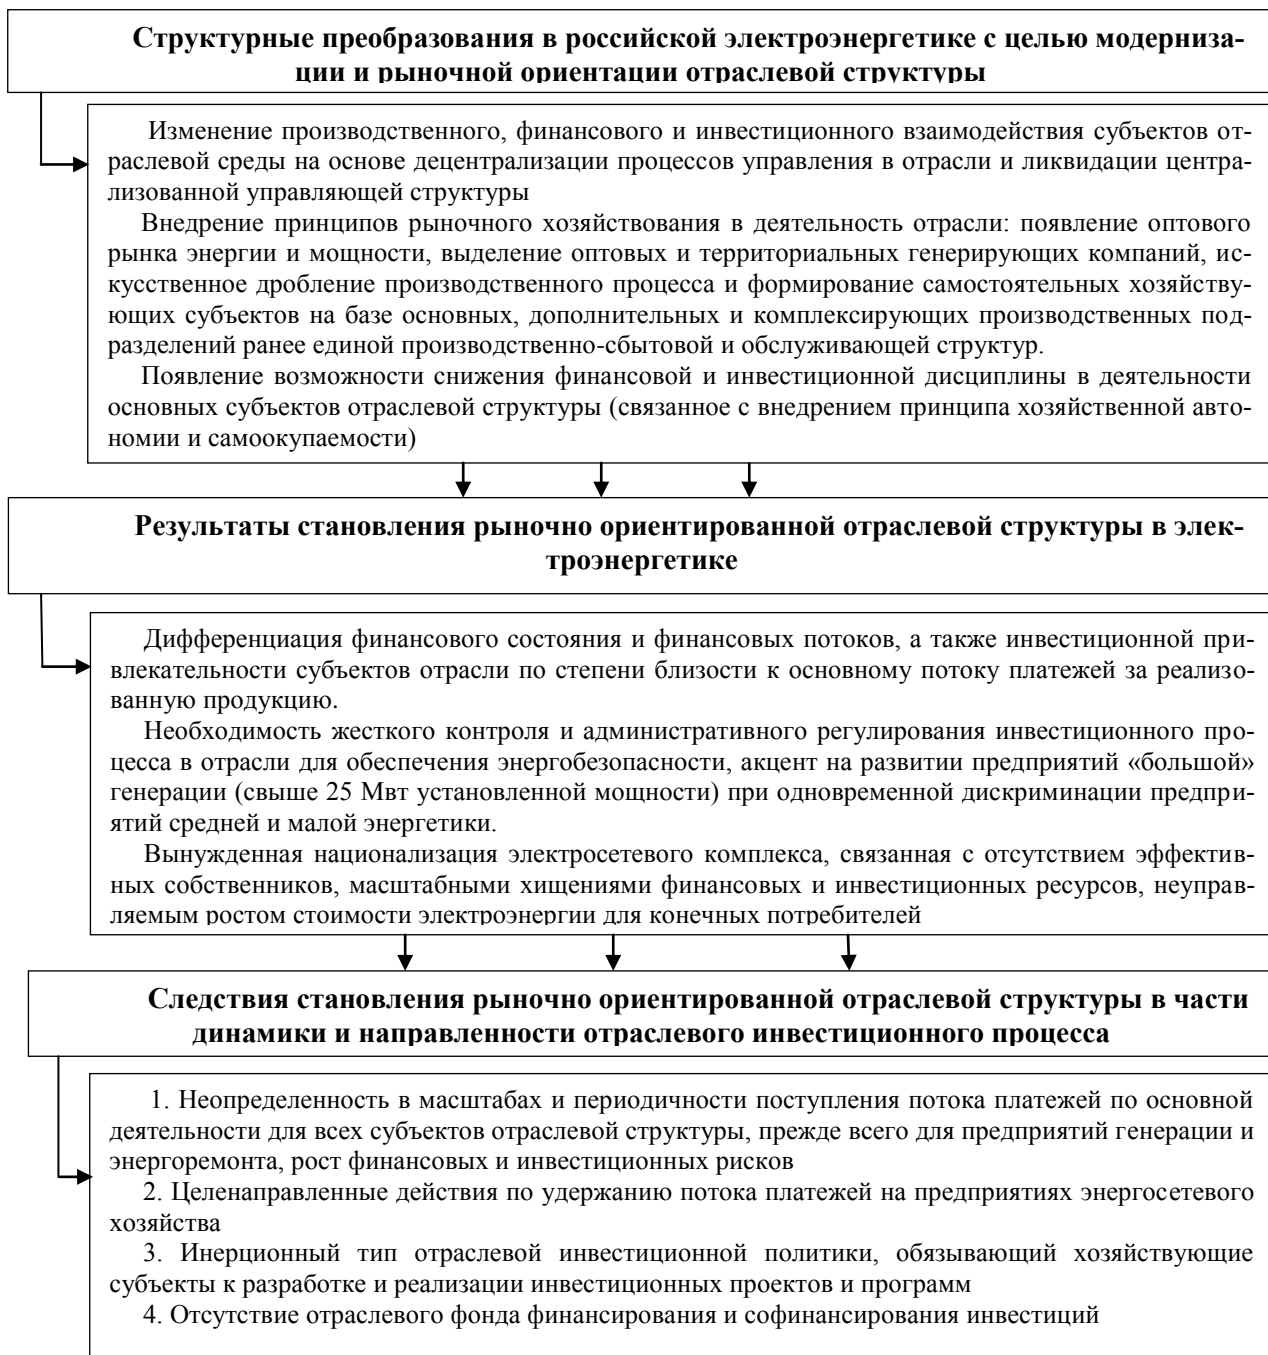 Структурные преобразования в российской электроэнергетике с целью модерниза-
ции и рыночной ориентации отраслевой структуры
Изменение производственного, финансового и инвестиционного взаимодействия субъектов от-
раслевой среды на основе децентрализации процессов управления в отрасли и ликвидации центра-
лизованной управляющей структуры
Внедрение принципов рыночного хозяйствования в деятельность отрасли: появление оптового
рынка энергии и мощности, выделение оптовых и территориальных генерирующих компаний, ис-
кусственное дробление производственного процесса и формирование самостоятельных хозяйству-
ющих субъектов на базе основных, дополнительных и комплексирующих производственных под-
разделений ранее единой производственно-сбытовой и обслуживающей структур.
Появление возможности снижения финансовой и инвестиционной дисциплины в деятельности
основных субъектов отраслевой структуры (связанное с внедрением принципа хозяйственной авто-
номии и самоокупаемости)
Результаты становления рыночно ориентированной отраслевой структуры в элек-
троэнергетике
Дифференциация финансового состояния и финансовых потоков, а также инвестиционной при-
влекательности субъектов отрасли по степени близости к основному потоку платежей за реализо-
ванную продукцию.
Необходимость жесткого контроля и административного регулирования инвестиционного про-
цесса в отрасли для обеспечения энергобезопасности, акцент на развитии предприятий «большой»
генерации (свыше 25 Мвт установленной мощности) при одновременной дискриминации предпри-
ятий средней и малой энергетики.
Вынужденная национализация электросетевого комплекса, связанная с отсутствием эффектив-
ных собственников, масштабными хищениями финансовых и инвестиционных ресурсов, неуправ-
ляемым ростом стоимости электроэнергии для конечных потребителей
Следствия становления рыночно ориентированной отраслевой структуры в части
динамики и направленности отраслевого инвестиционного процесса
1. Неопределенность в масштабах и периодичности поступления потока платежей по основной
деятельности для всех субъектов отраслевой структуры, прежде всего для предприятий генерации и
энергоремонта, рост финансовых и инвестиционных рисков
2. Целенаправленные действия по удержанию потока платежей на предприятиях энергосетевого
хозяйства
3. Инерционный тип отраслевой инвестиционной политики, обязывающий хозяйствующие
субъекты к разработке и реализации инвестиционных проектов и программ
4. Отсутствие отраслевого фонда финансирования и софинансирования инвестиций